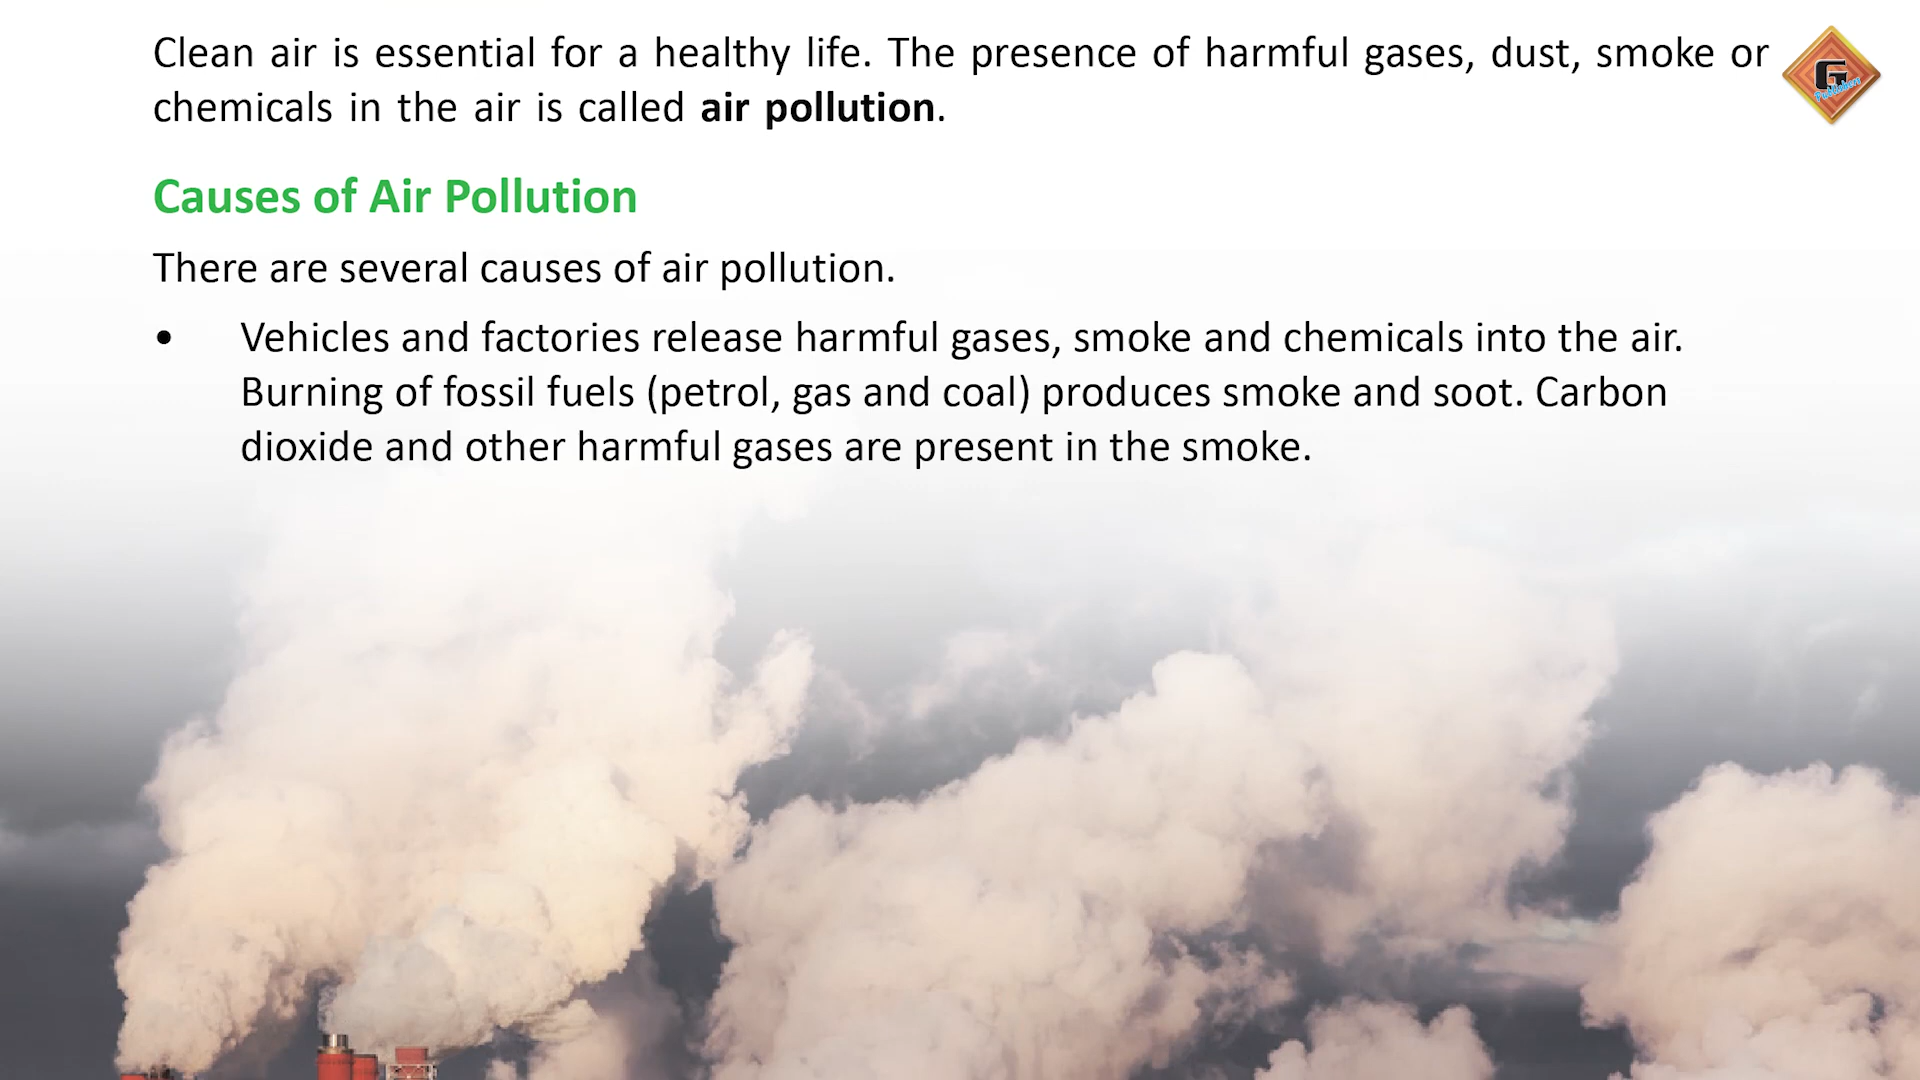 Clean air is essential for a healthy life. The presence of harmful gases, dust, smoke or
chemicals in the air is called air pollution.
G
Publishers
Causes of Air Pollution
There are several causes of air pollution.
• Vehicles and factories release harmful gases, smoke and chemicals into the air.
Burning of fossil fuels (petrol, gas and coal) produces smoke and soot. Carbon
dioxide and other harmful gases are present in the smoke.